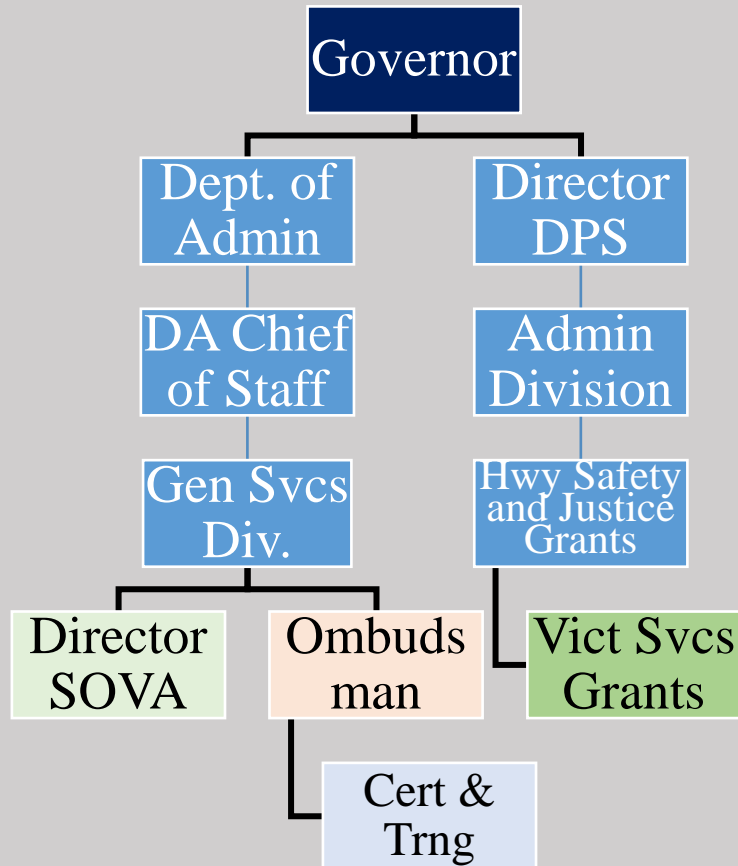 Governor
Dept. of
Admin
Director
DPS
DA Chief
of Staff
Admin
Division
Gen Svcs
Div.
Hwy Safety
and Justice
Grants
Director
SOVA
Ombuds
man
Vict Svcs
Grants
Cert &
Trng